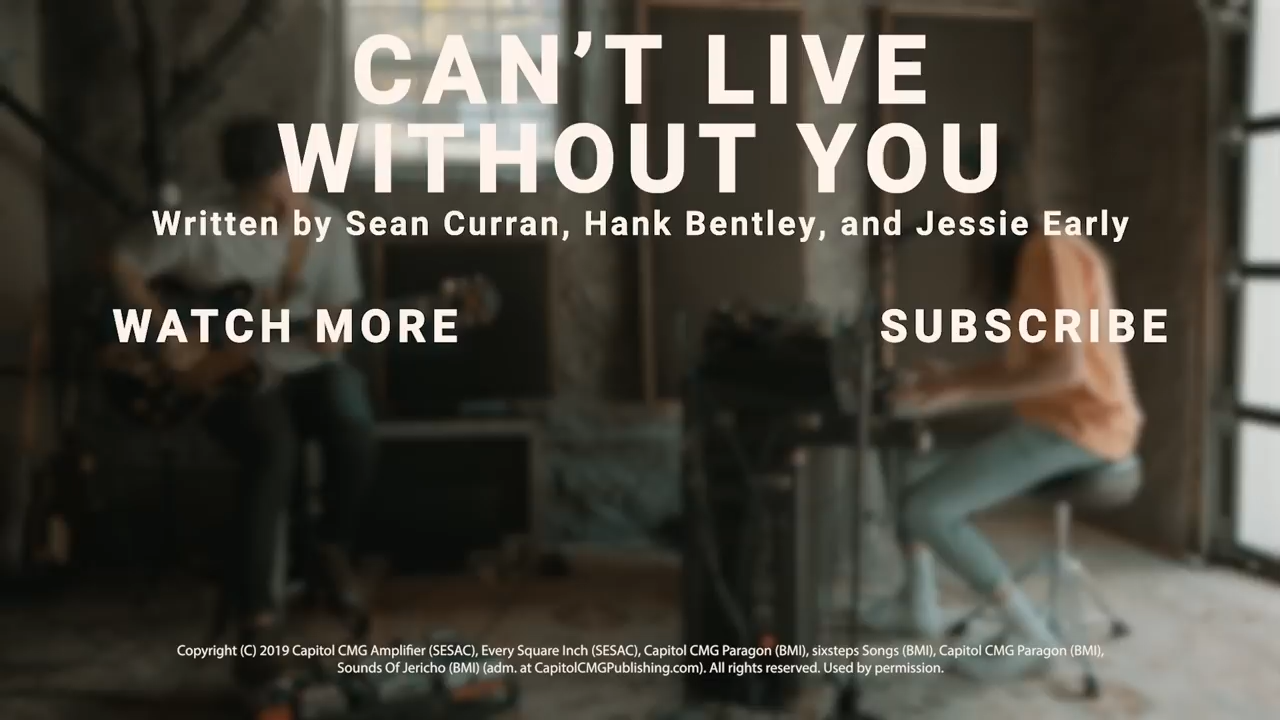 CAN’T LIVE
WITHOUT YOU
Written by Sean Curran, Hank Bentley, and Jessie Early
WATCH MORE
SUBSCRIBE
Copyright (C) 2019 Capitol CMG Amplifier (SESAC), Every Square Inch (SESAC), Capitol CMG Paragon (BMI), sixsteps Songs (BMI), Capitol CMG Paragon (BMI),
Sounds Of Jericho (BMI) (adm. at CapitolCMGPublishing.com). All rights reserved. Used by permission.